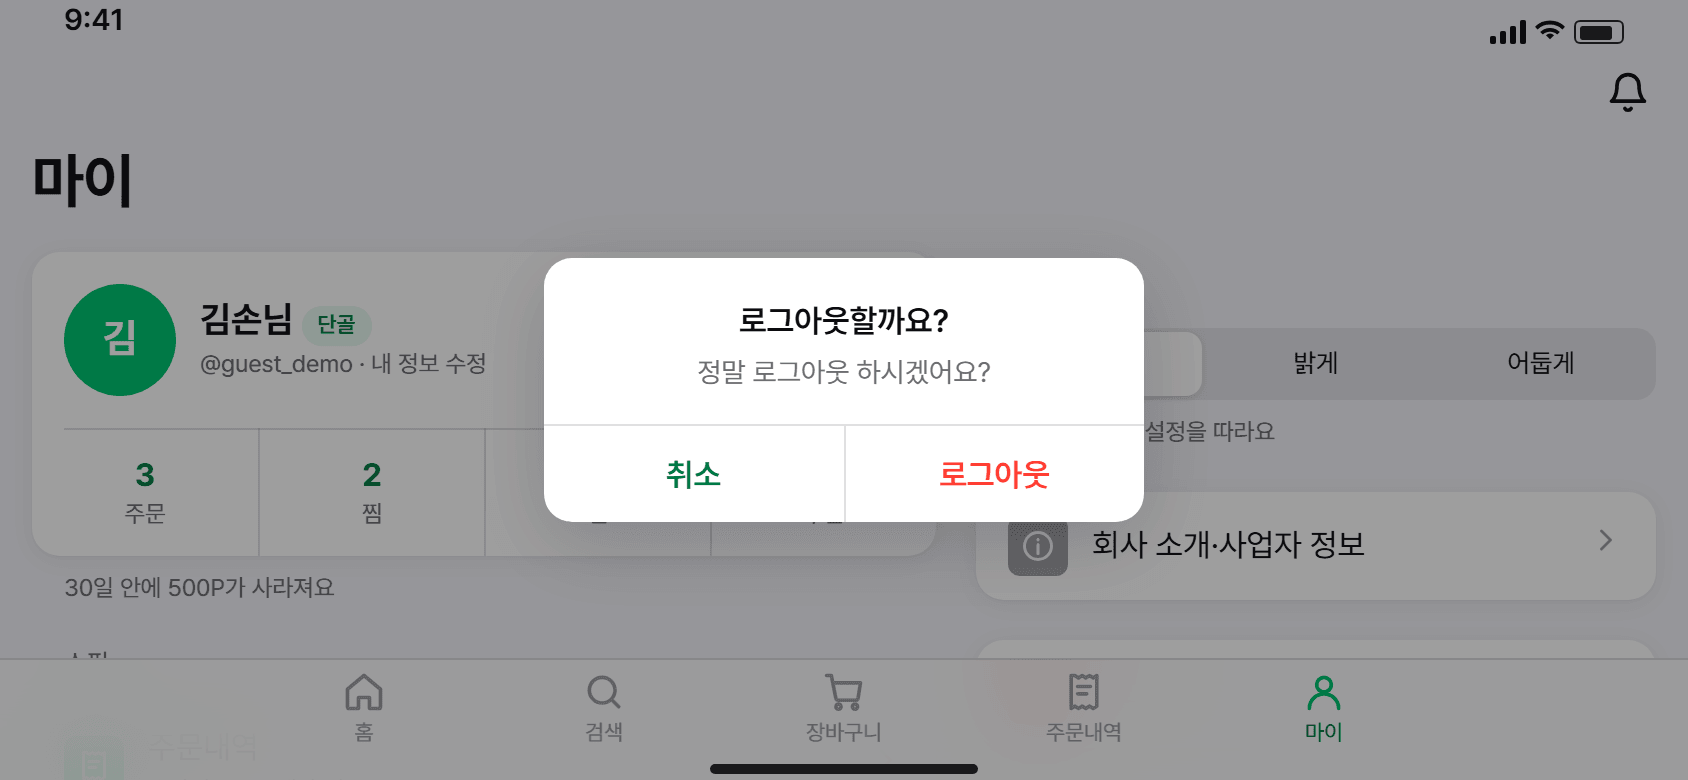 9:41
마이
김
김손님 단골
@guest_demo · 내 정보 수정
3
주문
2
찜
30일 안에 500P가 사라져요
로그아웃할까요?
정말 로그아웃 하시겠어요?
취소
로그아웃
밝게
어둡게
설정을 따라요
회사 소개·사업자 정보
주문내역
홈
검색
장바구니
주문내역
마이